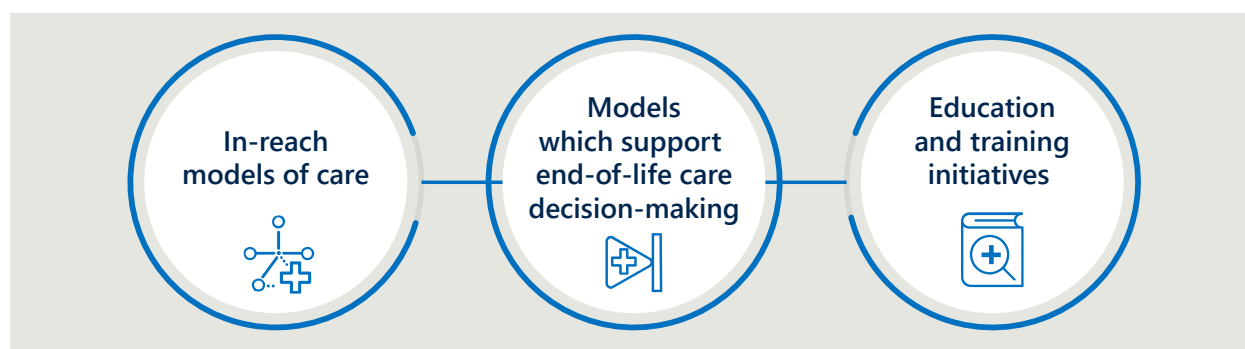 In-reach
models of care
Models
which support
end-of-life care
decision-making
Education
and training
initiatives